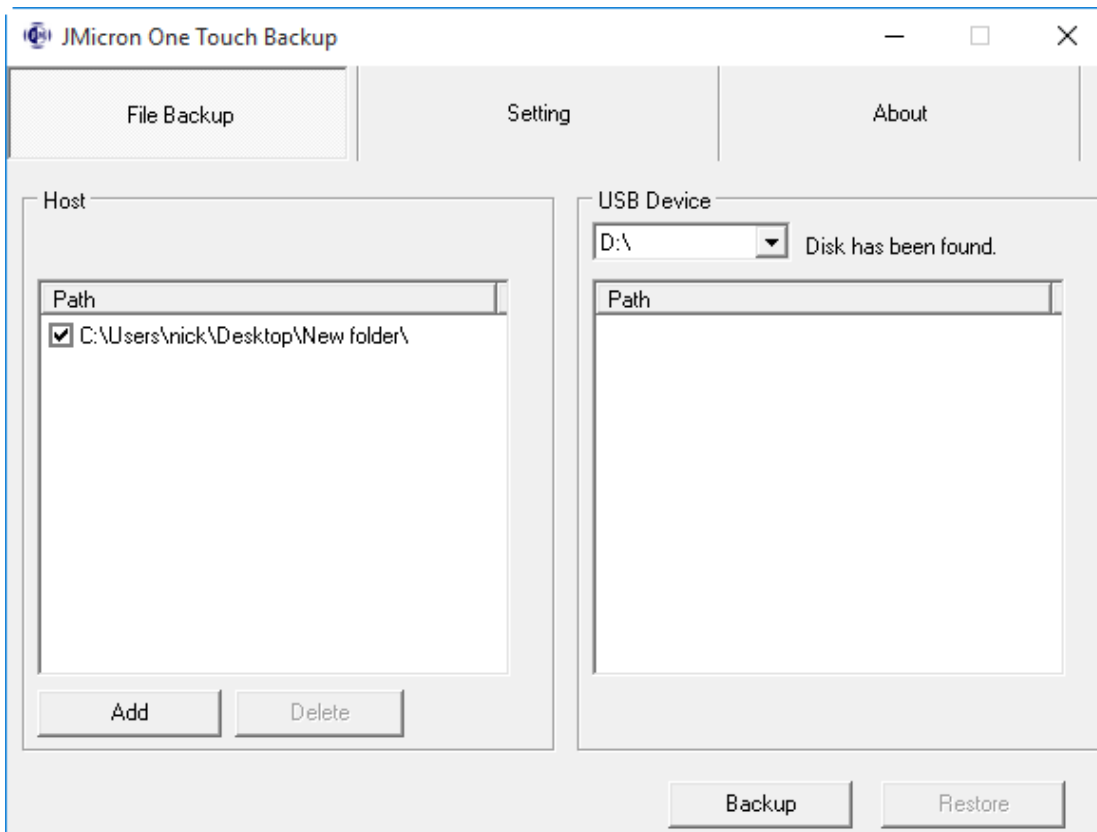 JMicron One Touch Backup
File Backup
Setting
About
Host
USB Device
D:\
Disk has been found.
Path
Path
C:\Users\nick\Desktop\New folder\
Add
Delete
Backup
Restore